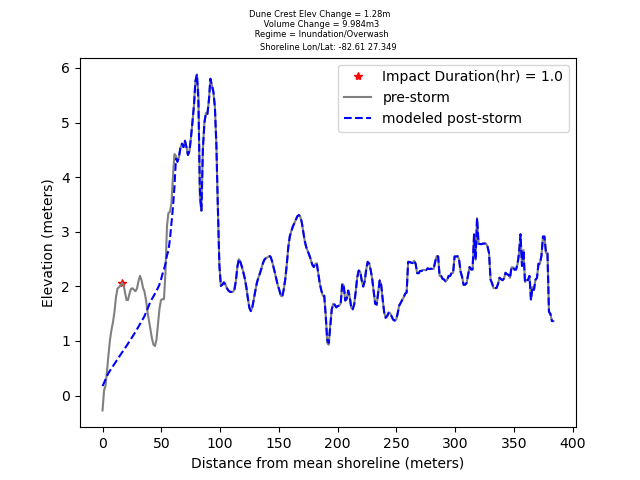 Dune Crest Elev Change = 1.28m
Volume Change = 9.984m3
Regime = Inundation/Overwash
Shoreline Lon/Lat: -82.61 27.349
Impact Duration(hr) = 1.0
pre-storm
modeled post-storm
Elevation (meters)
6
5
4
3
2
1
0
0 50 100 150 200 250 300 350 400
Distance from mean shoreline (meters)